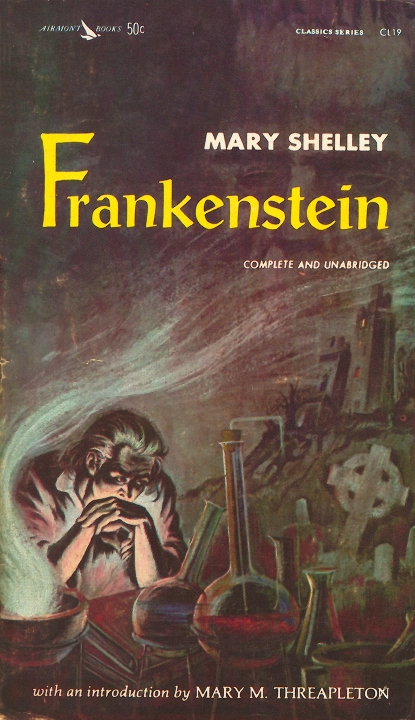 AIRMONT BOOKS 50c
CLASSICS SERIES CL19
MARY SHELLEY
Frankenstein
COMPLETE AND UNABRIDGED
with an introduction by MARY M. THREAPLETON